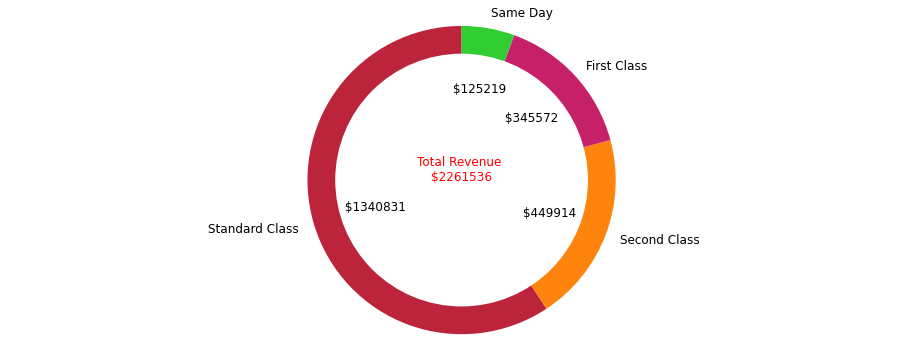 Same Day
First Class
$125219
$345572
Total Revenue
$2261536
$1340831
$449914
Standard Class
Second Class